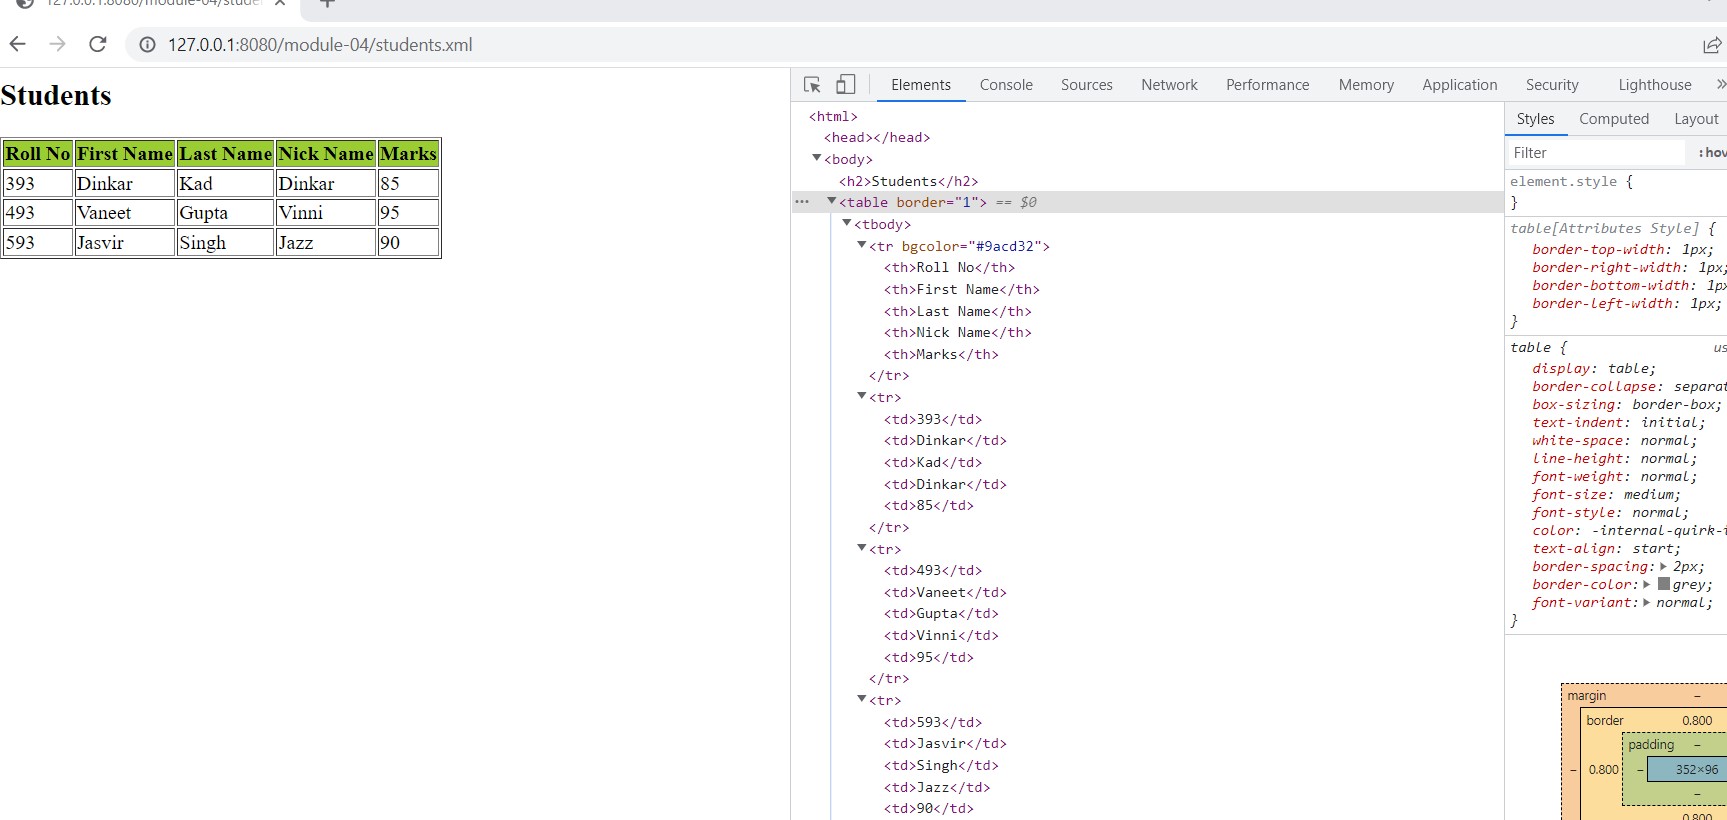 127.0.0.1:8080/module-04/stude
127.0.0.1:8080/module-04/students.xml
Students
Roll No First Name Last Name Nick Name Marks
393 Dinkar Kad Dinkar 85
493 Vaneet Gupta Vinni 95
593 Jasvir Singh Jazz 90
Elements Console Sources Network Performance Memory Application Security Lighthouse »
<html>
<head></head>
<body>
<h2>Students</h2>
··· <table border="1"> == $0
<tbody>
<tr bgcolor="#9acd32">
<th>Roll No</th>
<th>First Name</th>
<th>Last Name</th>
<th>Nick Name</th>
<th>Marks</th>
</tr>
<tr>
<td>393</td>
<td>Dinkar</td>
<td>Kad</td>
<td>Dinkar</td>
<td>85</td>
</tr>
<tr>
<td>493</td>
<td>Vaneet</td>
<td>Gupta</td>
<td>Vinni</td>
<td>95</td>
</tr>
<tr>
<td>593</td>
<td>Jasvir</td>
<td>Singh</td>
<td>Jazz</td>
<td>90</td>
Styles Computed Layout
Filter :hov
element.style {
}
table[Attributes Style] {
border-top-width: 1px;
border-right-width: 1px;
border-bottom-width: 1px
border-left-width: 1px;
}
table { us
display: table;
border-collapse: separat
box-sizing: border-box;
text-indent: initial;
white-space: normal;
line-height: normal;
font-weight: normal;
font-size: medium;
font-style: normal;
color: -internal-quirk-i
text-align: start;
border-spacing: 2px;
border-color: grey;
font-variant: normal;
}
margin –
border 0.800
padding –
– 0.800 – 352×96
–
0.800